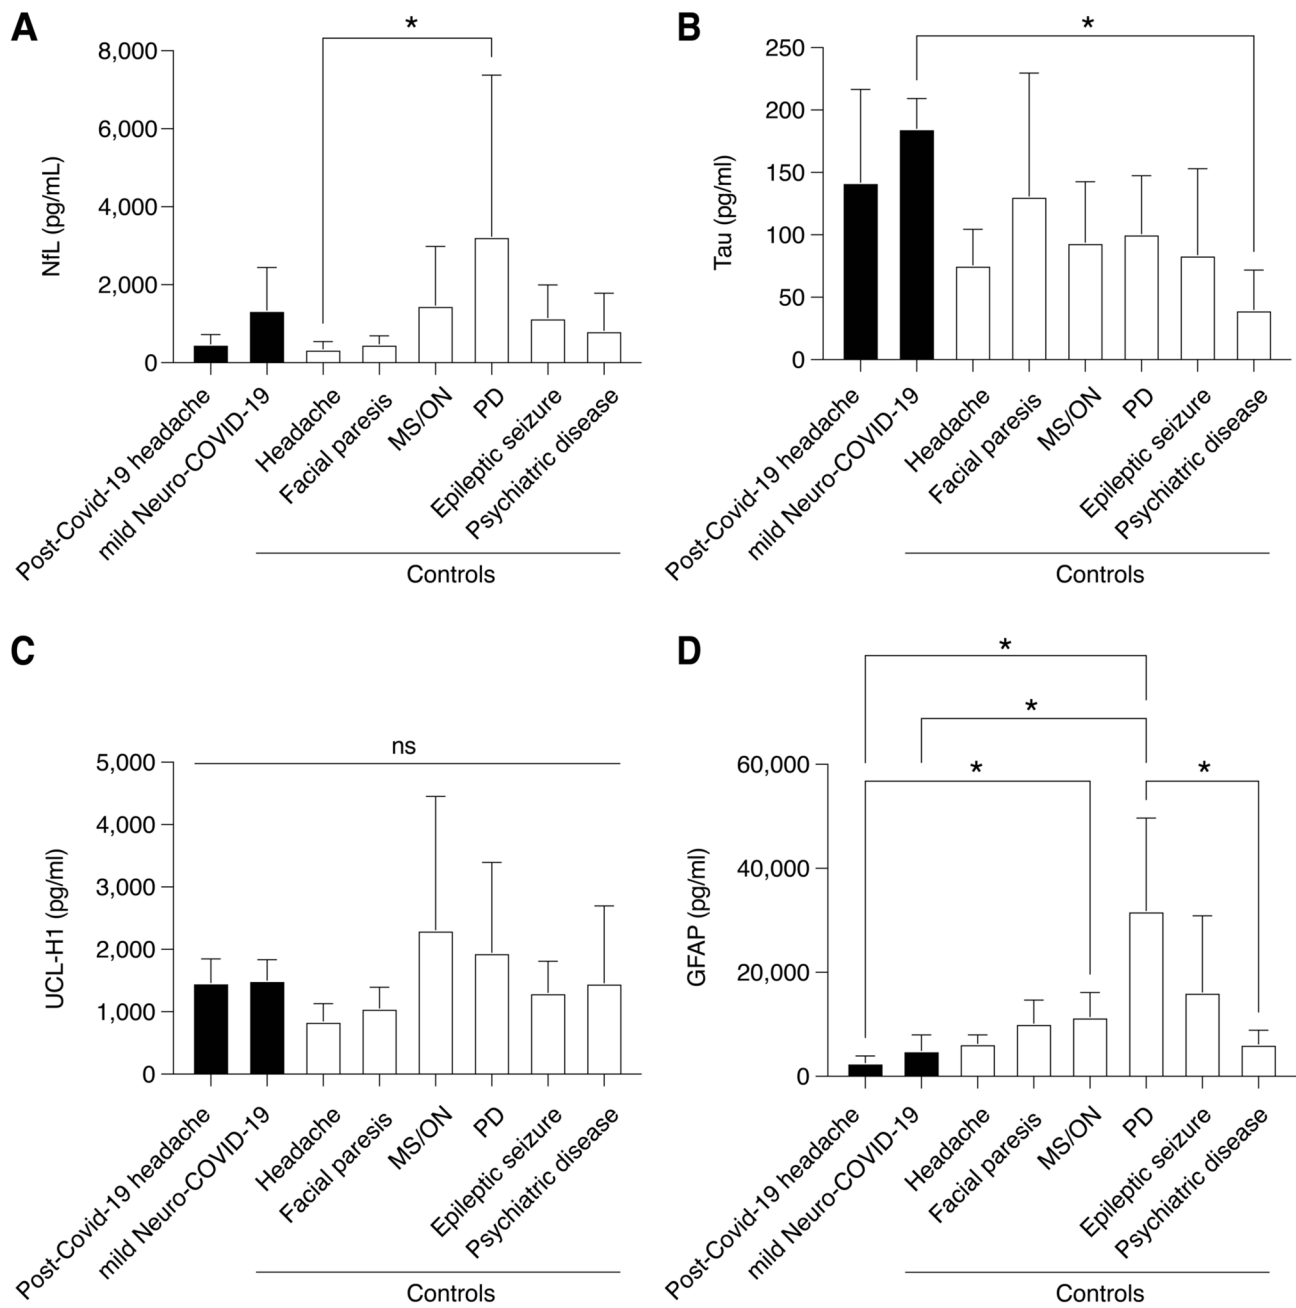 A
*
8,000
6,000
4,000
2,000
0
NfL (pg/mL)
Post-Covid-19 headache
mild Neuro-COVID-19
Headache
Facial paresis
MS/ON
PD
Epileptic seizure
Psychiatric disease
Controls
B
*
250
200
150
100
50
0
Tau (pg/ml)
Post-Covid-19 headache
mild Neuro-COVID-19
Headache
Facial paresis
MS/ON
PD
Epileptic seizure
Psychiatric disease
Controls
C
ns
5,000
4,000
3,000
2,000
1,000
0
UCL-H1 (pg/ml)
Post-Covid-19 headache
mild Neuro-COVID-19
Headache
Facial paresis
MS/ON
PD
Epileptic seizure
Psychiatric disease
Controls
D
*
*
*
*
60,000
40,000
20,000
0
GFAP (pg/ml)
Post-Covid-19 headache
mild Neuro-COVID-19
Headache
Facial paresis
MS/ON
PD
Epileptic seizure
Psychiatric disease
Controls